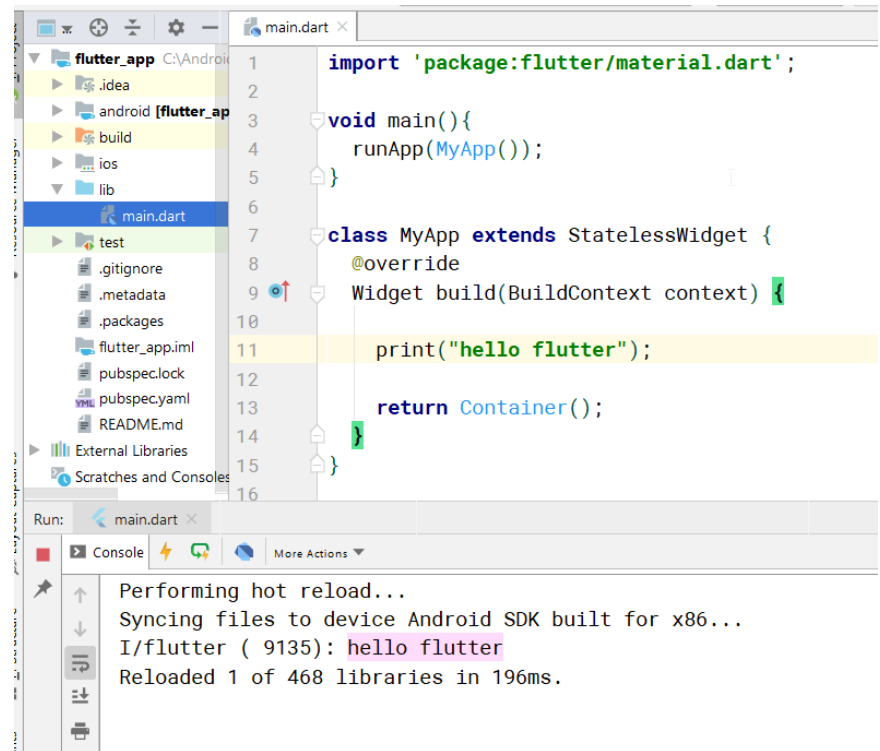 main.dart
flutter_app C:\Androi
.idea
android [flutter_ap
build
ios
lib
main.dart
test
.gitignore
.metadata
.packages
flutter_app.iml
pubspec.lock
pubspec.yaml
README.md
External Libraries
Scratches and Consoles
1 import 'package:flutter/material.dart';
2
3 void main(){
4 runApp(MyApp());
5 }
6
7 class MyApp extends StatelessWidget {
8 @override
9 Widget build(BuildContext context) {
10
11 print("hello flutter");
12
13 return Container();
14 }
15 }
16
Run: main.dart
Console More Actions
Performing hot reload...
Syncing files to device Android SDK built for x86...
I/flutter ( 9135): hello flutter
Reloaded 1 of 468 libraries in 196ms.